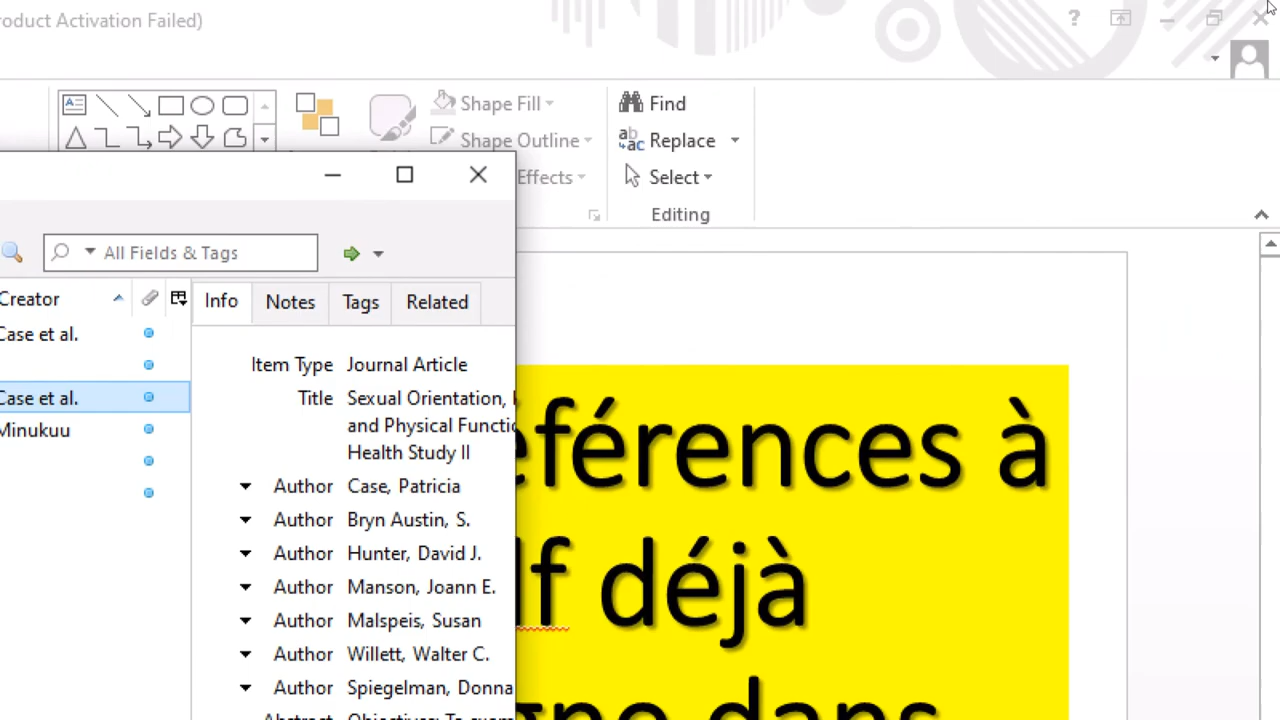 roduct Activation Failed)
?
Shape Fill
Find
Shape Outline
Replace
Effects
Select
Editing
All Fields & Tags
Creator
Info
Notes
Tags
Related
Case et al.
Item Type Journal Article
Case et al.
Title Sexual Orientation,
Minukuu
and Physical Functio
Health Study II
Author Case, Patricia
Author Bryn Austin, S.
Author Hunter, David J.
Author Manson, Joann E.
Author Malspeis, Susan
Author Willett, Walter C.
Author Spiegelman, Donna
éférences à
lf déjà
gne dans